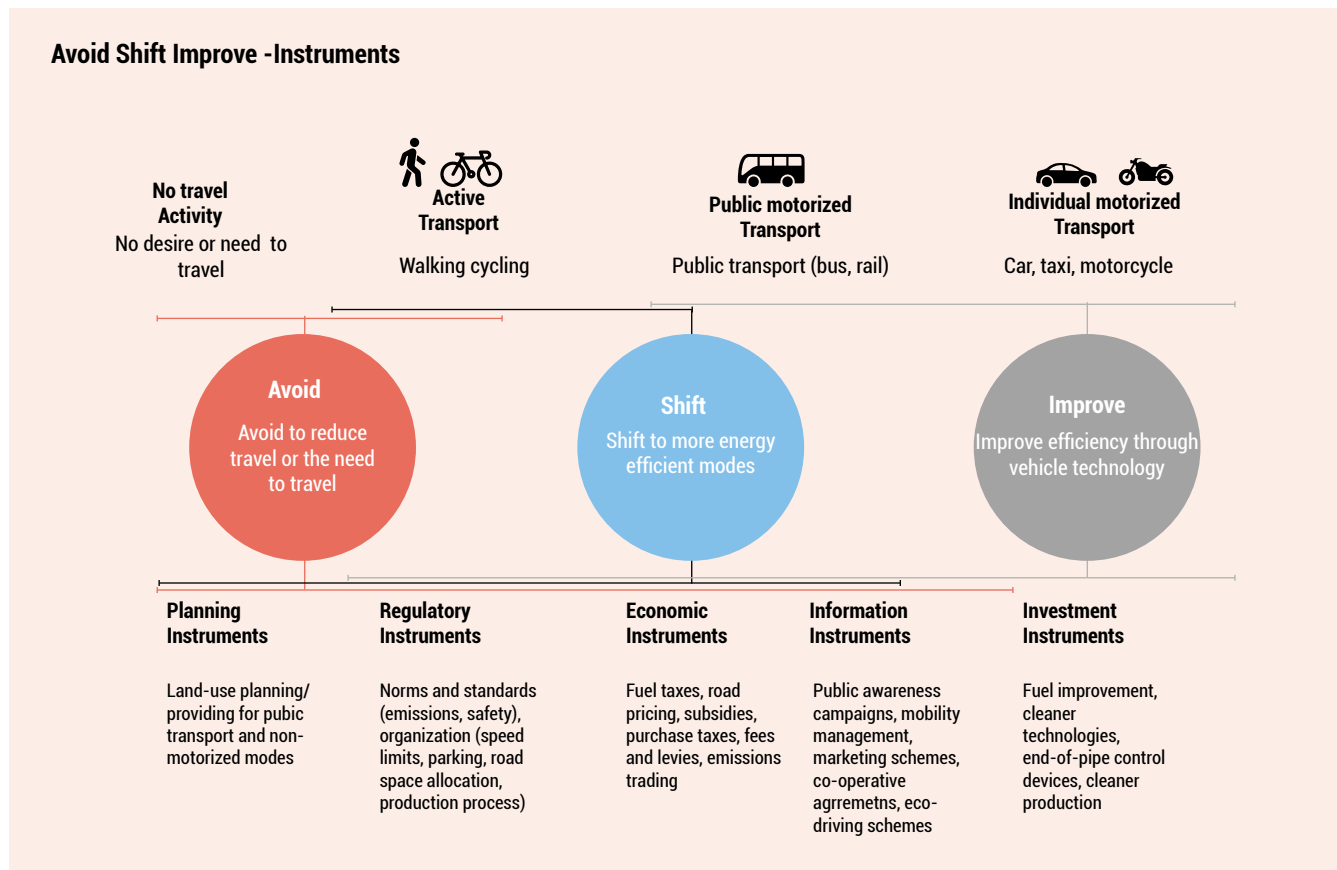 Avoid Shift Improve -Instruments
No travel
Activity
No desire or need to
travel
Active
Transport
Walking cycling
Public motorized
Transport
Public transport (bus, rail)
Individual motorized
Transport
Car, taxi, motorcycle
Avoid
Avoid to reduce
travel or the need
to travel
Shift
Shift to more energy
efficient modes
Improve
Improve efficiency through
vehicle technology
Planning
Instruments
Land-use planning/
providing for pubic
transport and non-
motorized modes
Regulatory
Instruments
Norms and standards
(emissions, safety),
organization (speed
limits, parking, road
space allocation,
production process)
Economic
Instruments
Fuel taxes, road
pricing, subsidies,
purchase taxes, fees
and levies, emissions
trading
Information
Instruments
Public awareness
campaigns, mobility
management,
marketing schemes,
co-operative
agrremetns, eco-
driving schemes
Investment
Instruments
Fuel improvement,
cleaner
technologies,
end-of-pipe control
devices, cleaner
production